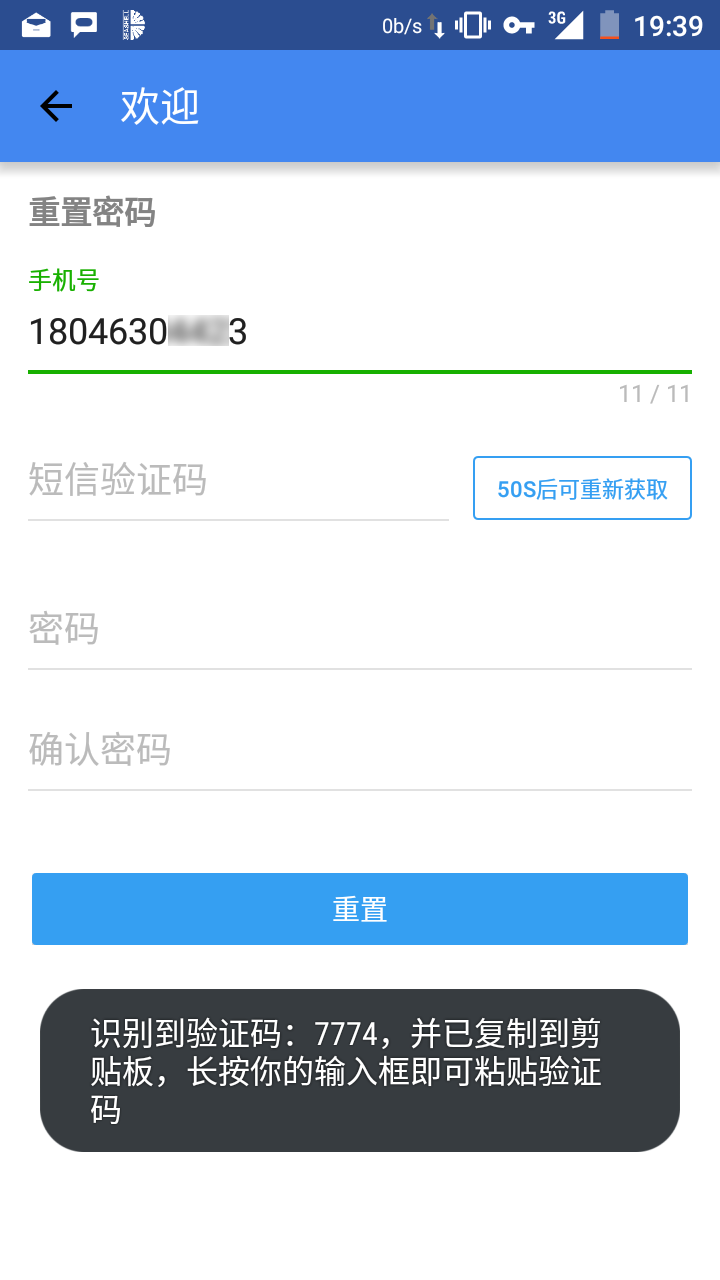 0b/s 3G 19:39
欢迎
重置密码
手机号
18046303
11 / 11
短信验证码
50S后可重新获取
密码
确认密码
重置
识别到验证码：7774，并已复制到剪
贴板，长按你的输入框即可粘贴验证
码